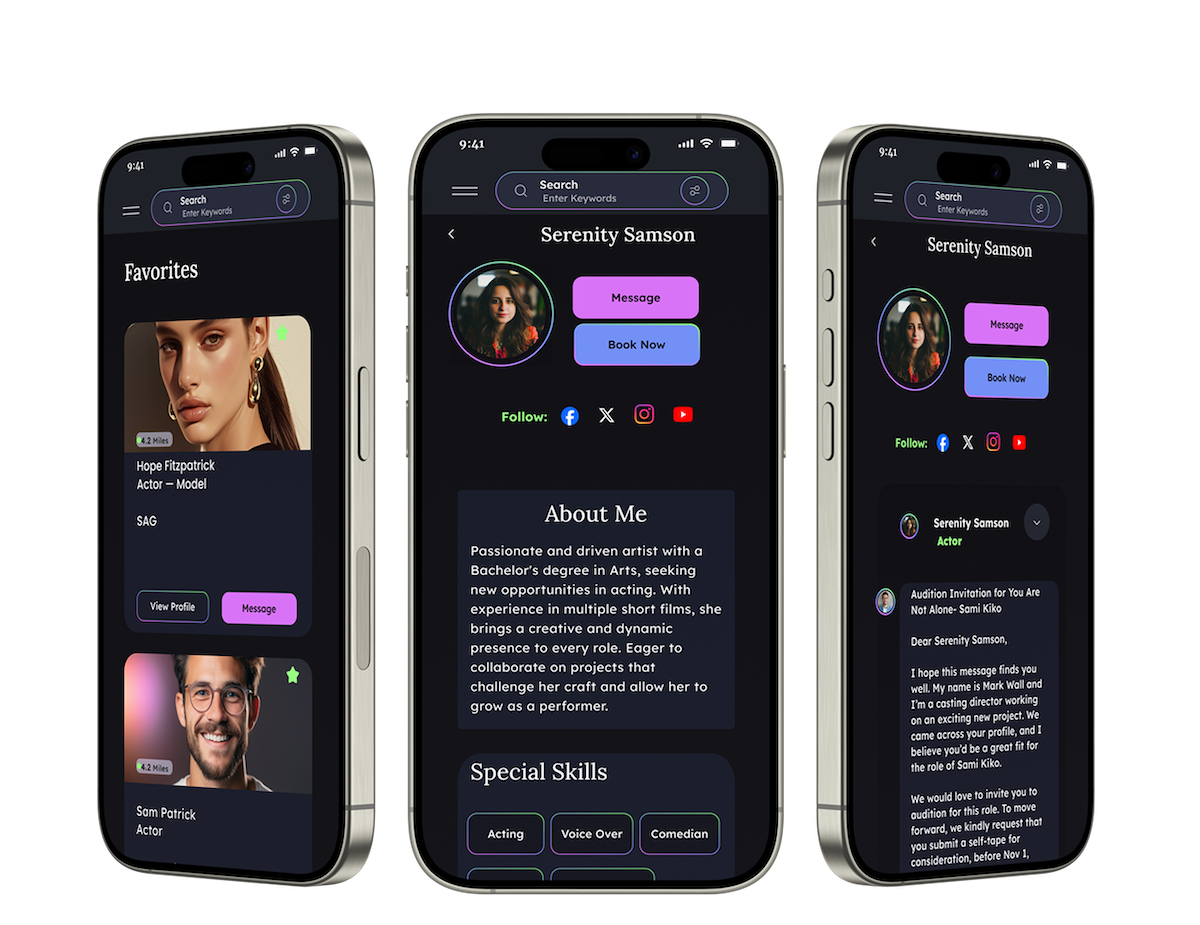 9:41
Search
Enter Keywords
Favorites
4.2 Miles
Hope Fitzpatrick
Actor — Model
SAG
View Profile
Message
4.2 Miles
Sam Patrick
Actor
9:41
Search
Enter Keywords
Serenity Samson
Message
Book Now
Follow:
About Me
Passionate and driven artist with a
Bachelor's degree in Arts, seeking
new opportunities in acting. With
experience in multiple short films, she
brings a creative and dynamic
presence to every role. Eager to
collaborate on projects that
challenge her craft and allow her to
grow as a performer.
Special Skills
Acting
Voice Over
Comedian
9:41
Search
Enter Keywords
Serenity Samson
Message
Book Now
Follow:
Serenity Samson
Actor
Audition Invitation for You Are
Not Alone- Sami Kiko
Dear Serenity Samson,
I hope this message finds you
well. My name is Mark Wall and
I'm a casting director working
on an exciting new project. We
came across your profile, and I
believe you'd be a great fit for
the role of Sami Kiko.
We would love to invite you to
audition for this role. To move
forward, we kindly request that
you submit a self-tape for
consideration, before Nov 1,